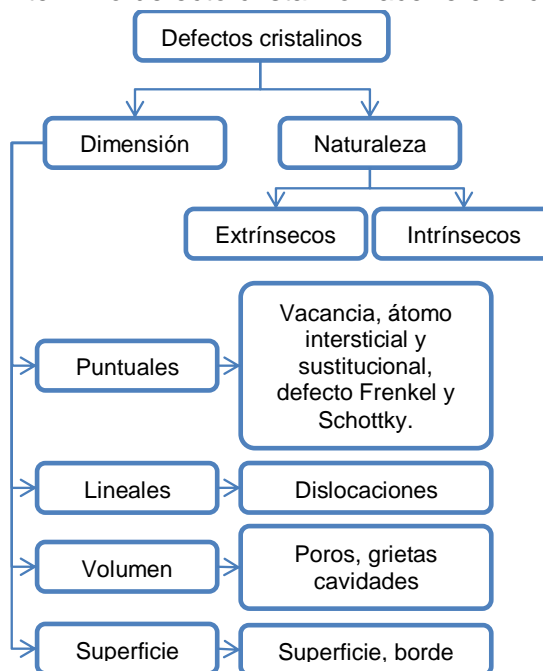 Defectos cristalinos
Dimensión
Naturaleza
Extrínsecos
Intrínsecos
Puntuales
Vacancia, átomo
intersticial y
sustitucional,
defecto Frenkel y
Schottky.
Lineales
Dislocaciones
Volumen
Poros, grietas
cavidades
Superficie
Superficie, borde